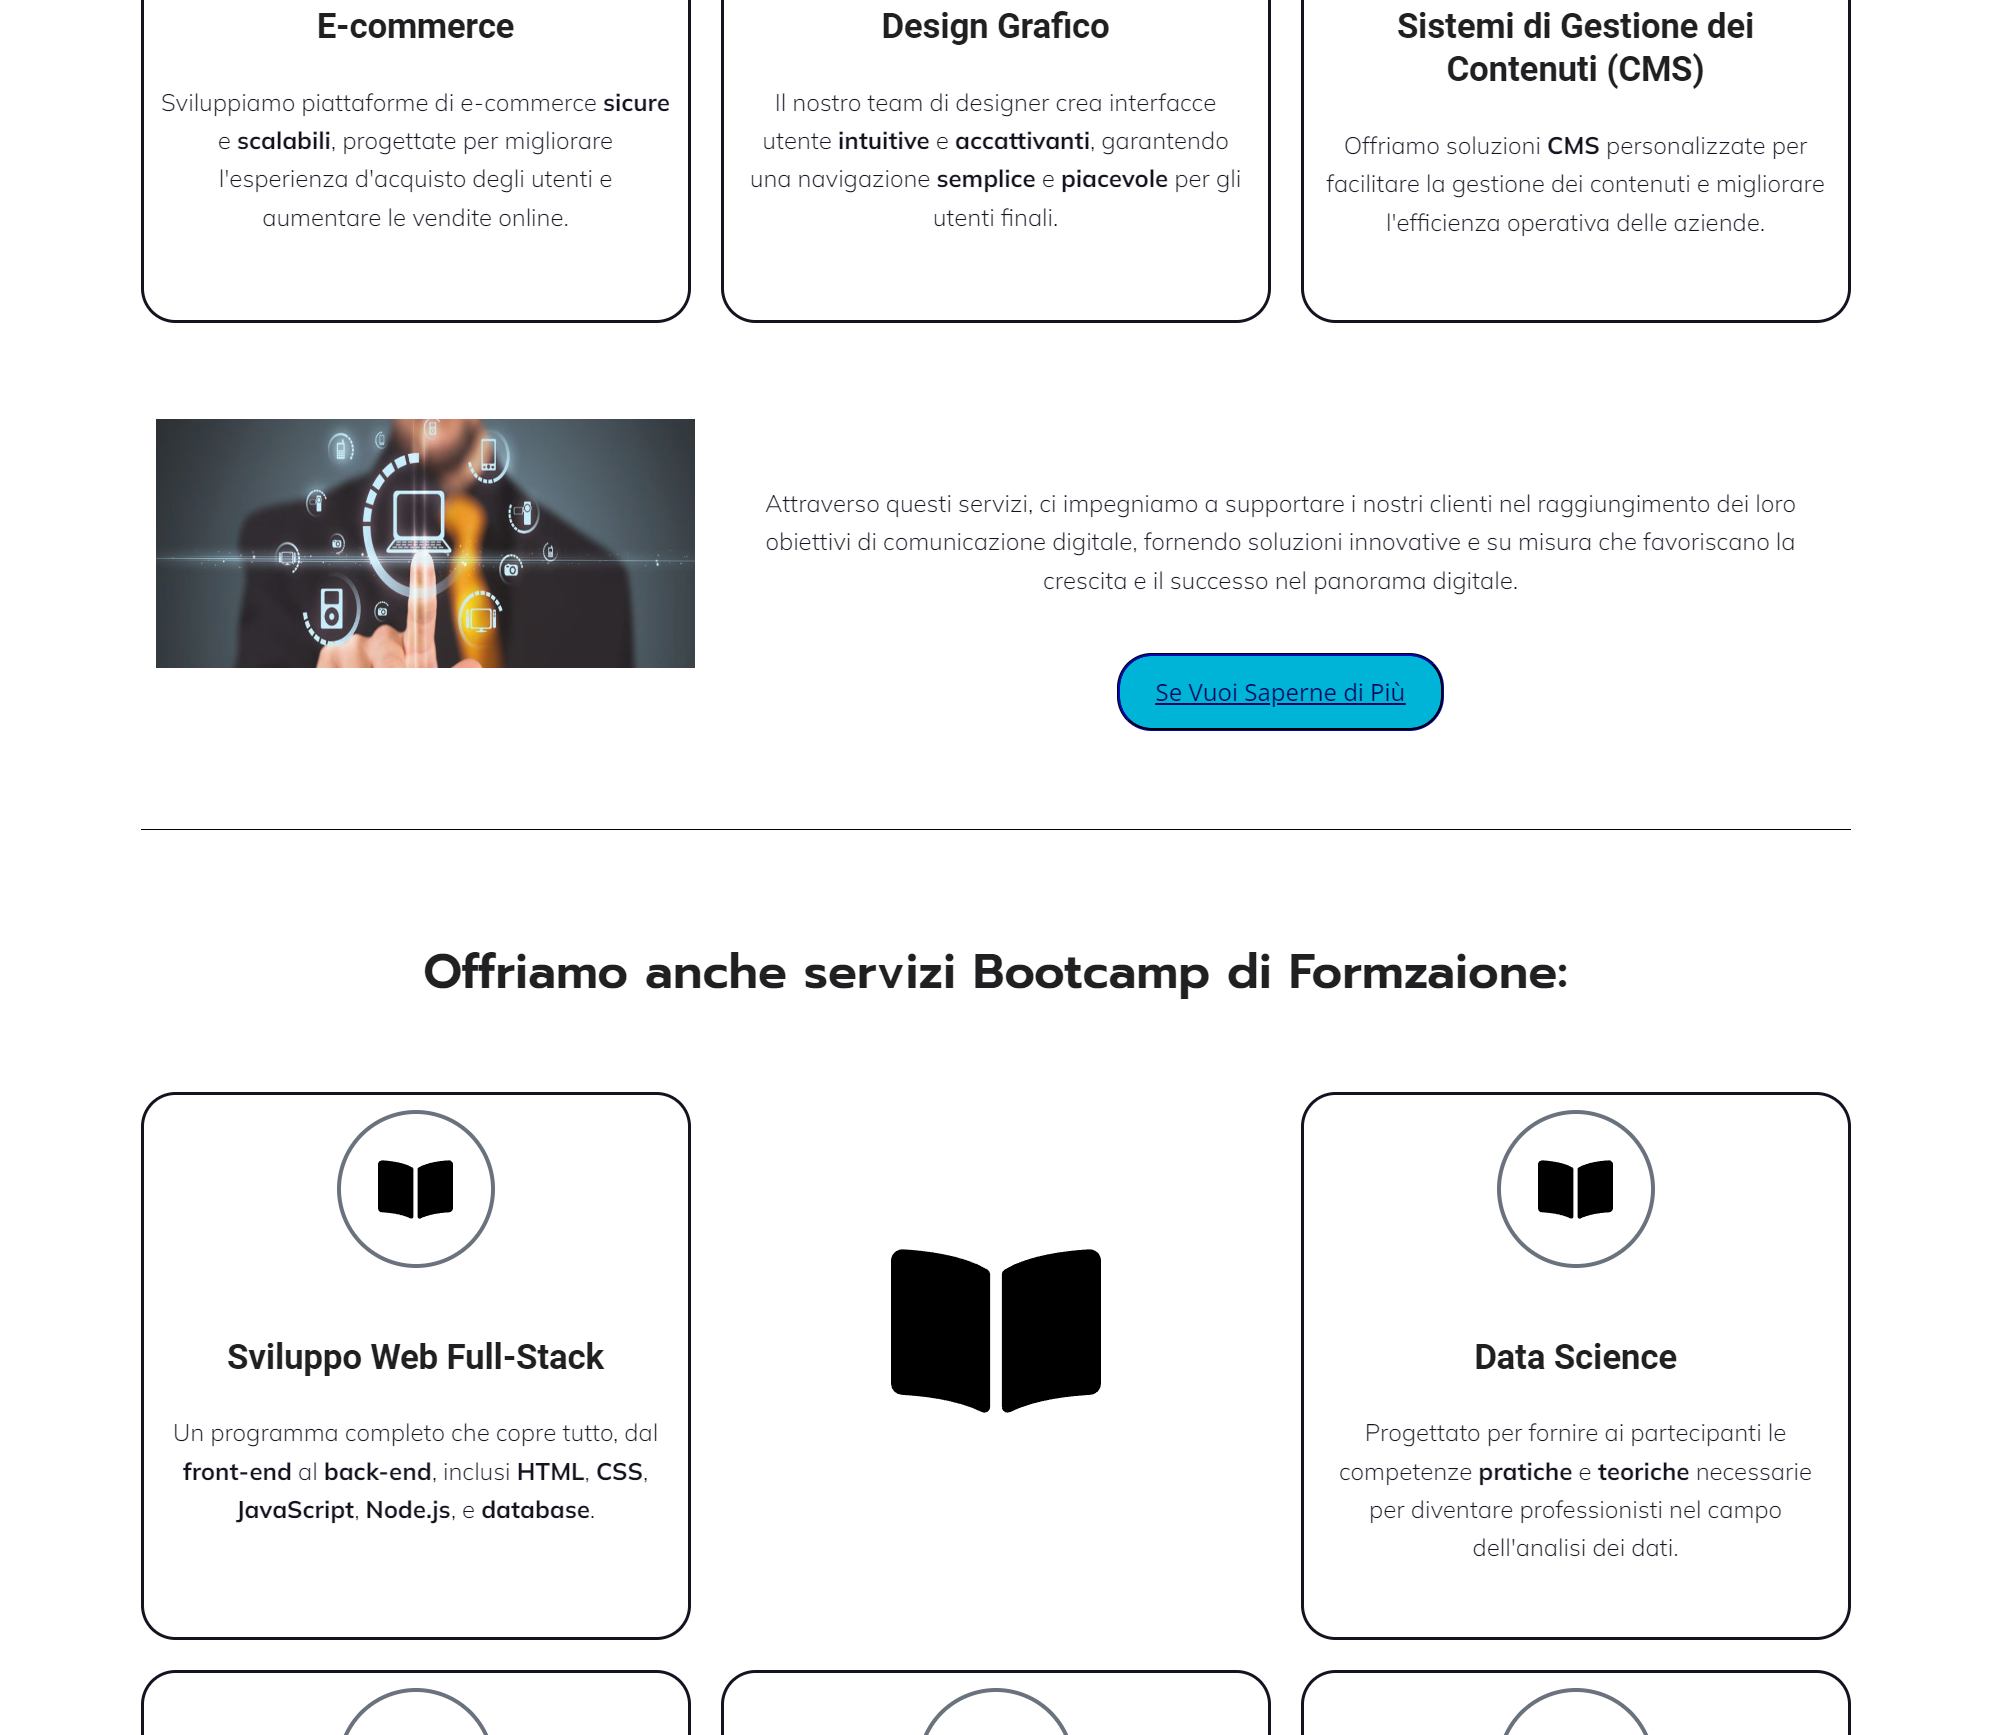 E-commerce
Sviluppiamo piattaforme di e-commerce sicure
e scalabili, progettate per migliorare
l'esperienza d'acquisto degli utenti e
aumentare le vendite online.
Design Grafico
Il nostro team di designer crea interfacce
utente intuitive e accattivanti, garantendo
una navigazione semplice e piacevole per gli
utenti finali.
Sistemi di Gestione dei
Contenuti (CMS)
Offriamo soluzioni CMS personalizzate per
facilitare la gestione dei contenuti e migliorare
l'efficienza operativa delle aziende.
Attraverso questi servizi, ci impegniamo a supportare i nostri clienti nel raggiungimento dei loro
obiettivi di comunicazione digitale, fornendo soluzioni innovative e su misura che favoriscano la
crescita e il successo nel panorama digitale.
Se Vuoi Saperne di Più
Offriamo anche servizi Bootcamp di Formzaione:
Sviluppo Web Full-Stack
Un programma completo che copre tutto, dal
front-end al back-end, inclusi HTML, CSS,
JavaScript, Node.js, e database.
Data Science
Progettato per fornire ai partecipanti le
competenze pratiche e teoriche necessarie
per diventare professionisti nel campo
dell'analisi dei dati.